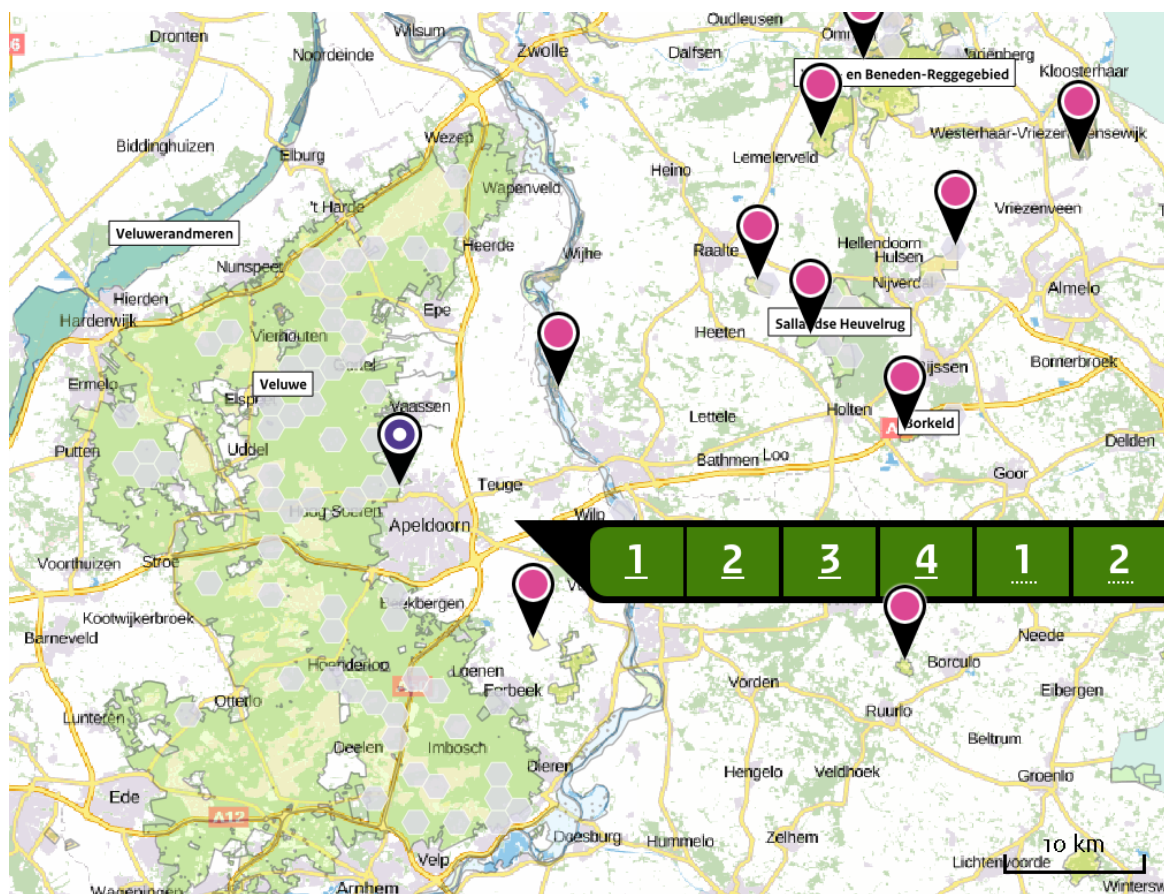 Wilsum
Oudleusen
Dronten
Noordeinde
Zwolle
Dalfsen
en Beneden-Reggegebied
Kloosterhaar
Wezep
Biddinghuizen
Elburg
Lemelerveld
Heino
Wapenveld
't Harde
Vriezenveen
Veluwerandmeren
Heerde
Wijhe
Raalte
Hellendoorn
Hulsen
Nunspeet
Hierden
Nijverdal
Almelo
Harderwijk
Epe
Vierhouten
Heeten
Sallandse Heuvelrug
Bornerbroek
Ermelo
Veluwe
Vaassen
Lettele
Holten
Borkeld
Putten
Uddel
Bathmen
Loo
Delden
Goor
Teuge
Apeldoorn
Wilp
Voorthuizen
Stroe
1 2 3 4 1 2
Kootwijkerbroek
Beekbergen
Barneveld
Neede
Hoenderloo
Loenen
Eerbeek
Borculo
Vorden
Eibergen
Otterlo
Lunteren
Ruurlo
Deelen
Imbosch
Beltrum
Dieren
Hengelo
Veldhoek
Groenlo
Ede
A12
Doesburg
Hummelo
Zelhem
10 km
Velp
Lichtenvoorde
Arnhem
Wageningen
Wintersw